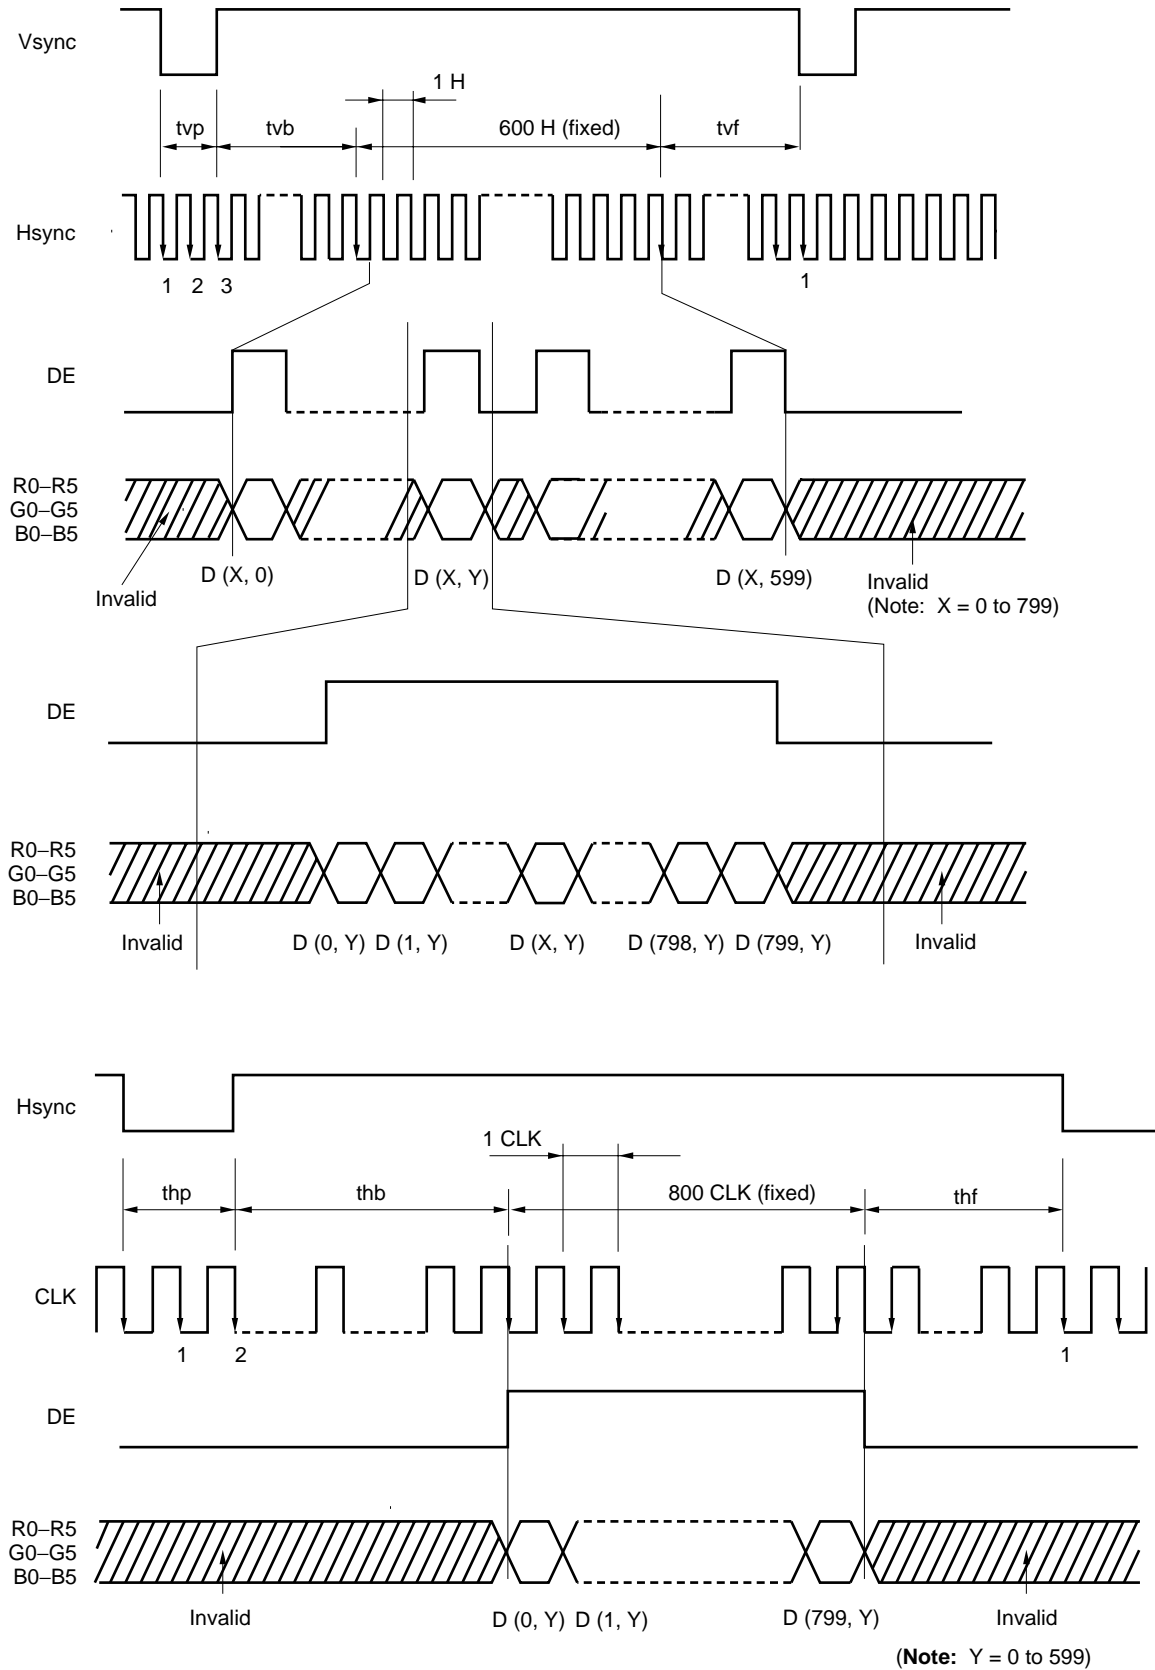 Vsync
1 H
tvp
tvb
600 H (fixed)
tvf
Hsync
1 2 3
1
DE
R0–R5
G0–G5
B0–B5
Invalid
D (X, 0)
D (X, Y)
D (X, 599)
Invalid
(Note: X = 0 to 799)
DE
R0–R5
G0–G5
B0–B5
Invalid
D (0, Y) D (1, Y)
D (X, Y)
D (798, Y) D (799, Y)
Invalid
Hsync
1 CLK
thp
thb
800 CLK (fixed)
thf
CLK
1
2
1
DE
R0–R5
G0–G5
B0–B5
Invalid
D (0, Y) D (1, Y)
D (799, Y)
Invalid
(Note: Y = 0 to 599)